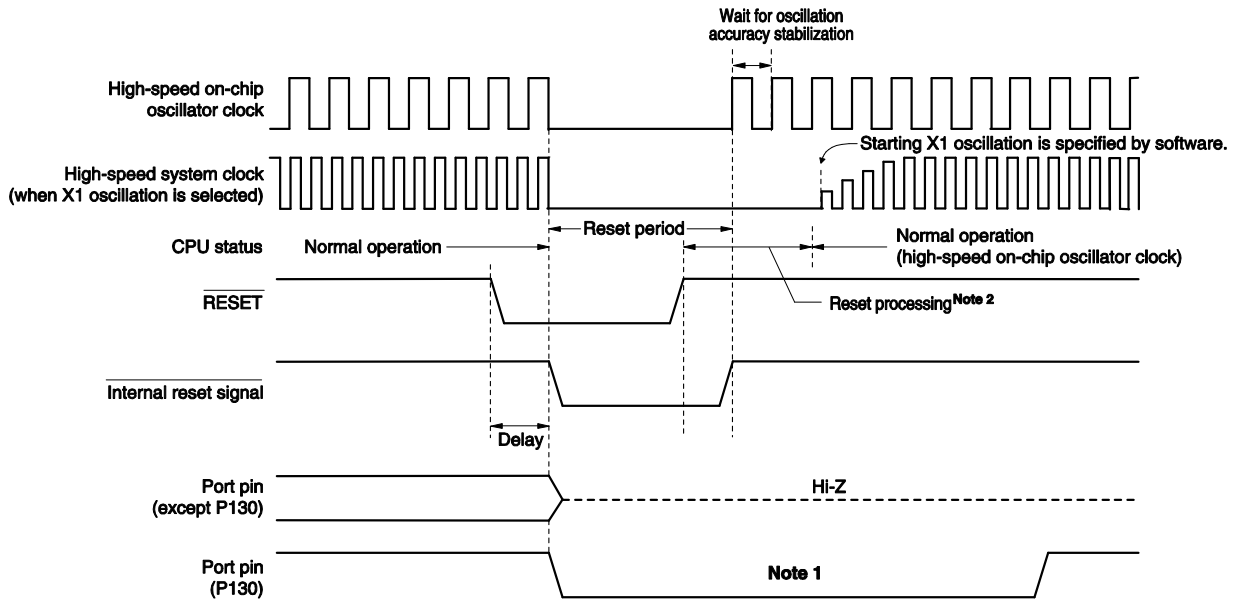 Wait for oscillation
accuracy stabilization
High-speed on-chip
oscillator clock
Starting X1 oscillation is specified by software.
High-speed system clock
(when X1 oscillation is selected)
Reset period
CPU status
Normal operation
Normal operation
(high-speed on-chip oscillator clock)
RESET
Reset processing Note 2
Internal reset signal
Delay
Port pin
(except P130)
Hi-Z
Port pin
(P130)
Note 1